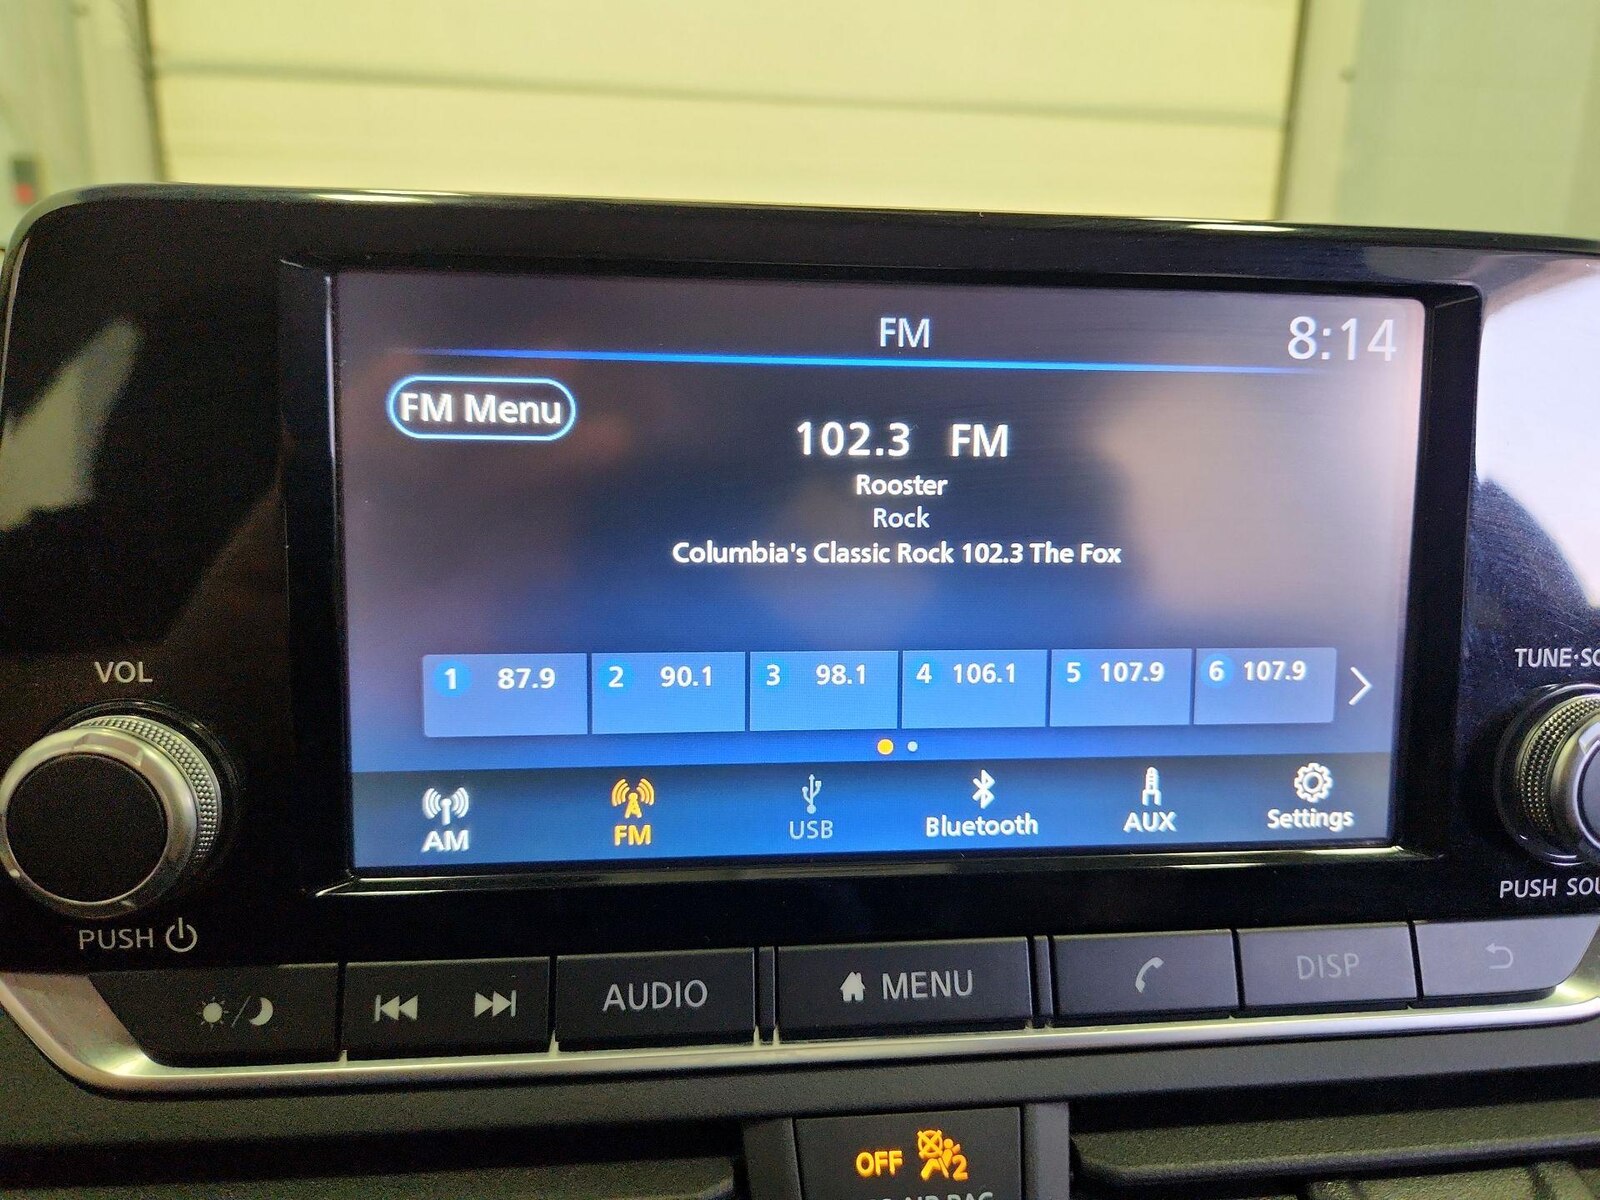 FM
8:14
FM Menu
102.3 FM
Rooster
Rock
Columbia's Classic Rock 102.3 The Fox
1 87.9
2 90.1
3 98.1
4 106.1
5 107.9
6 107.9
AM
FM
USB
Bluetooth
AUX
Settings
VOL
PUSH
TUNE·SC
PUSH SOU
AUDIO
MENU
DISP
OFF
2
AIR BAG